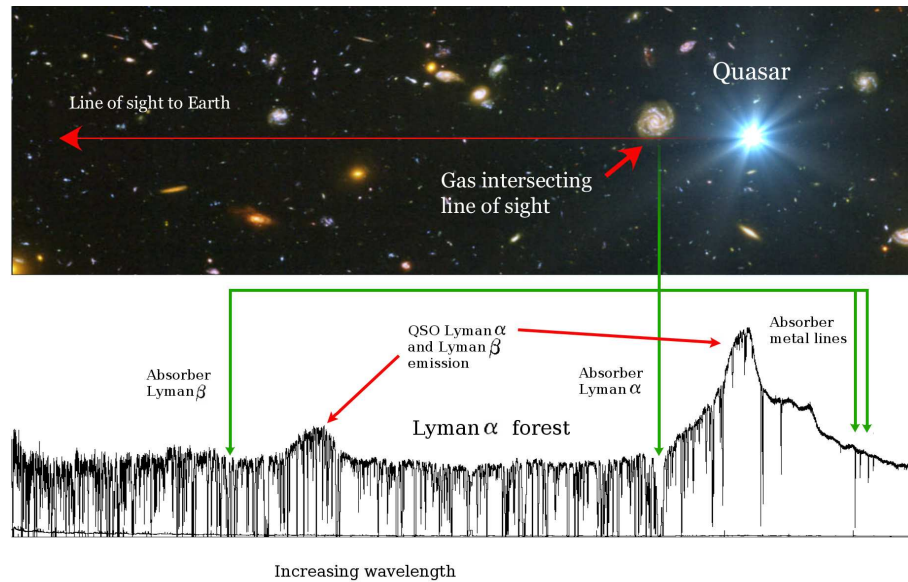 Quasar
Line of sight to Earth
Gas intersecting
line of sight
QSO Lyman α
and Lyman β
emission
Absorber
metal lines
Absorber
Lyman β
Absorber
Lyman α
Lyman α forest
Increasing wavelength